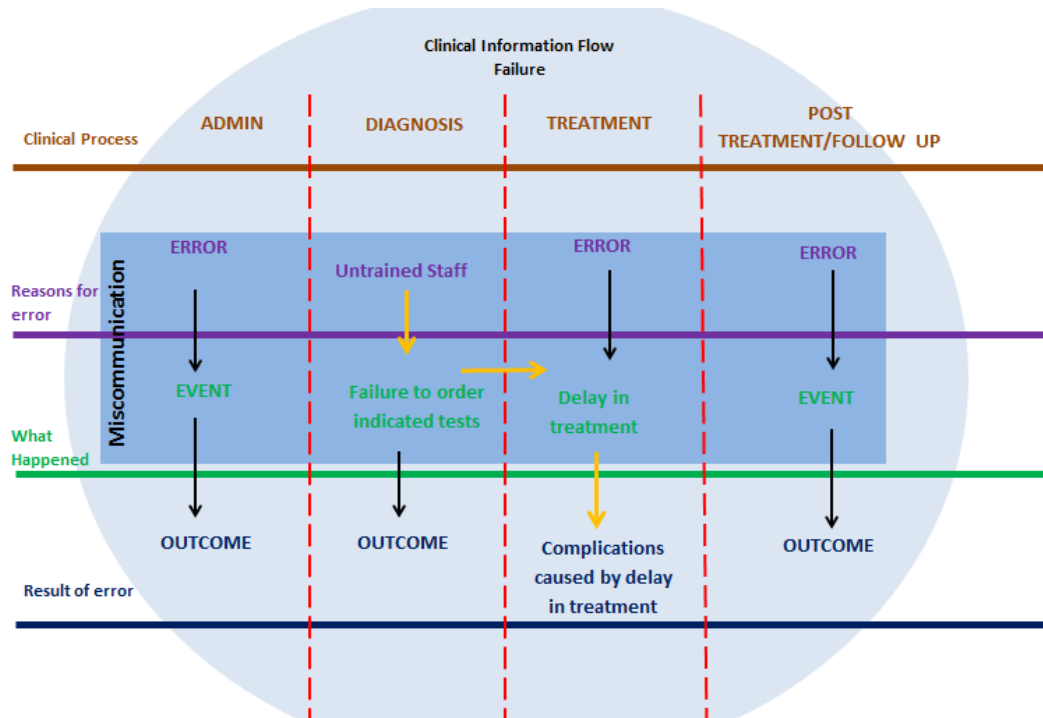 Clinical Information Flow
Failure
Clinical Process
ADMIN
DIAGNOSIS
TREATMENT
POST
TREATMENT/FOLLOW UP
Miscommunication
Reasons for
error
ERROR
Untrained Staff
ERROR
ERROR
What
Happened
EVENT
Failure to order
indicated tests
Delay in
treatment
EVENT
Result of error
OUTCOME
OUTCOME
Complications
caused by delay
in treatment
OUTCOME